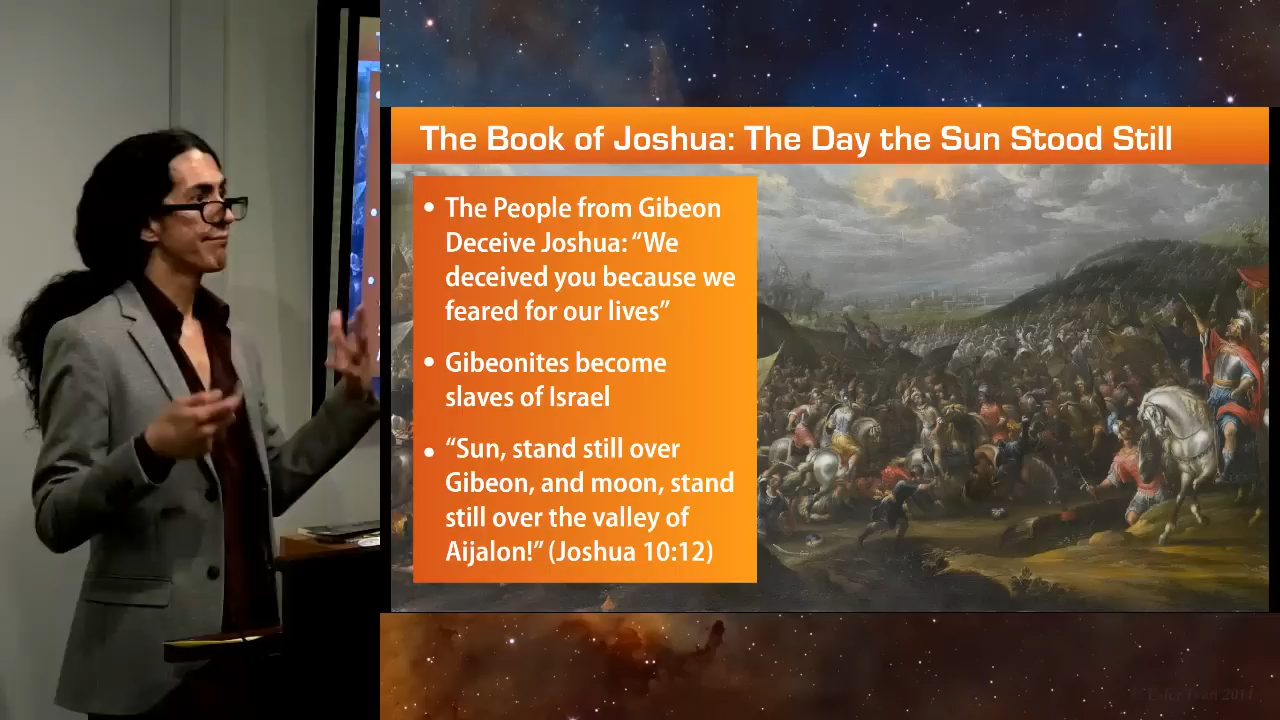 The Book of Joshua: The Day the Sun Stood Still
• The People from Gibeon
Deceive Joshua: “We
deceived you because we
feared for our lives”
• Gibeonites become
slaves of Israel
• “Sun, stand still over
Gibeon, and moon, stand
still over the valley of
Aijalon!” (Joshua 10:12)